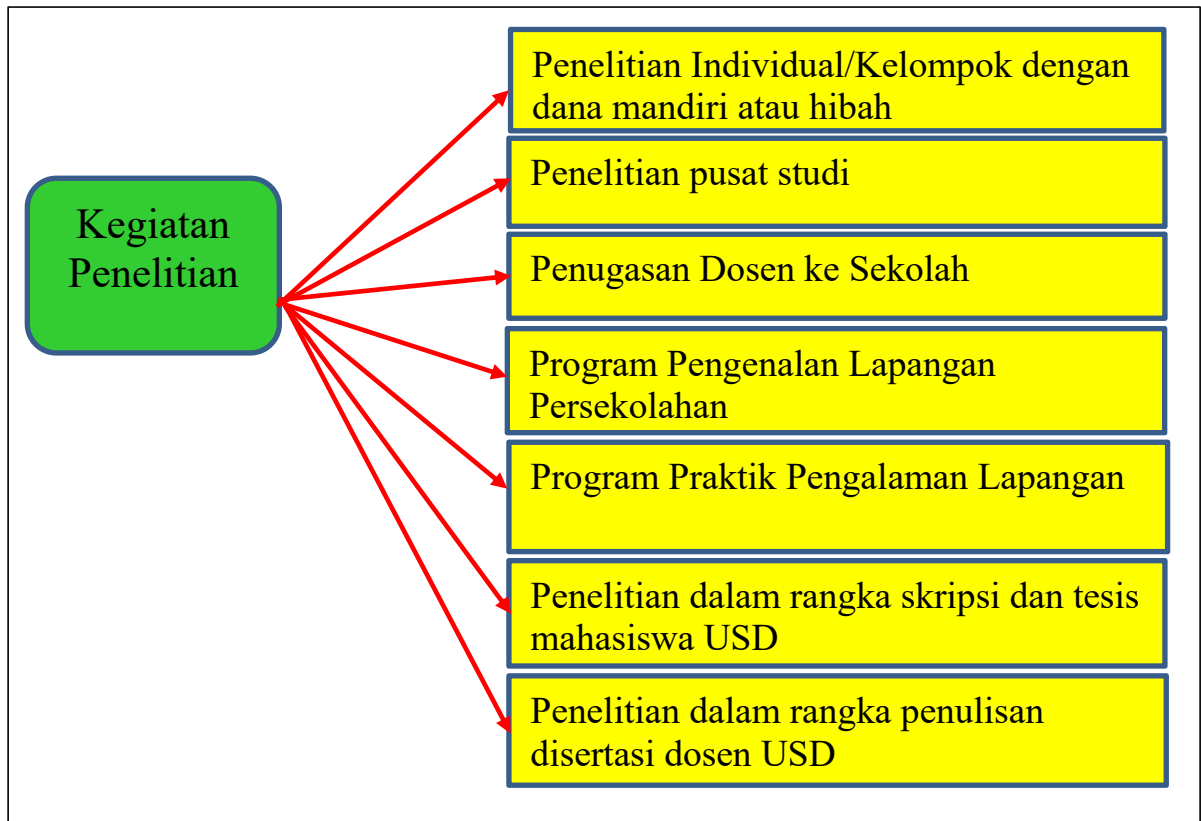 Kegiatan
Penelitian
Penelitian Individual/Kelompok dengan
dana mandiri atau hibah
Penelitian pusat studi
Penugasan Dosen ke Sekolah
Program Pengenalan Lapangan
Persekolahan
Program Praktik Pengalaman Lapangan
Penelitian dalam rangka skripsi dan tesis
mahasiswa USD
Penelitian dalam rangka penulisan
disertasi dosen USD